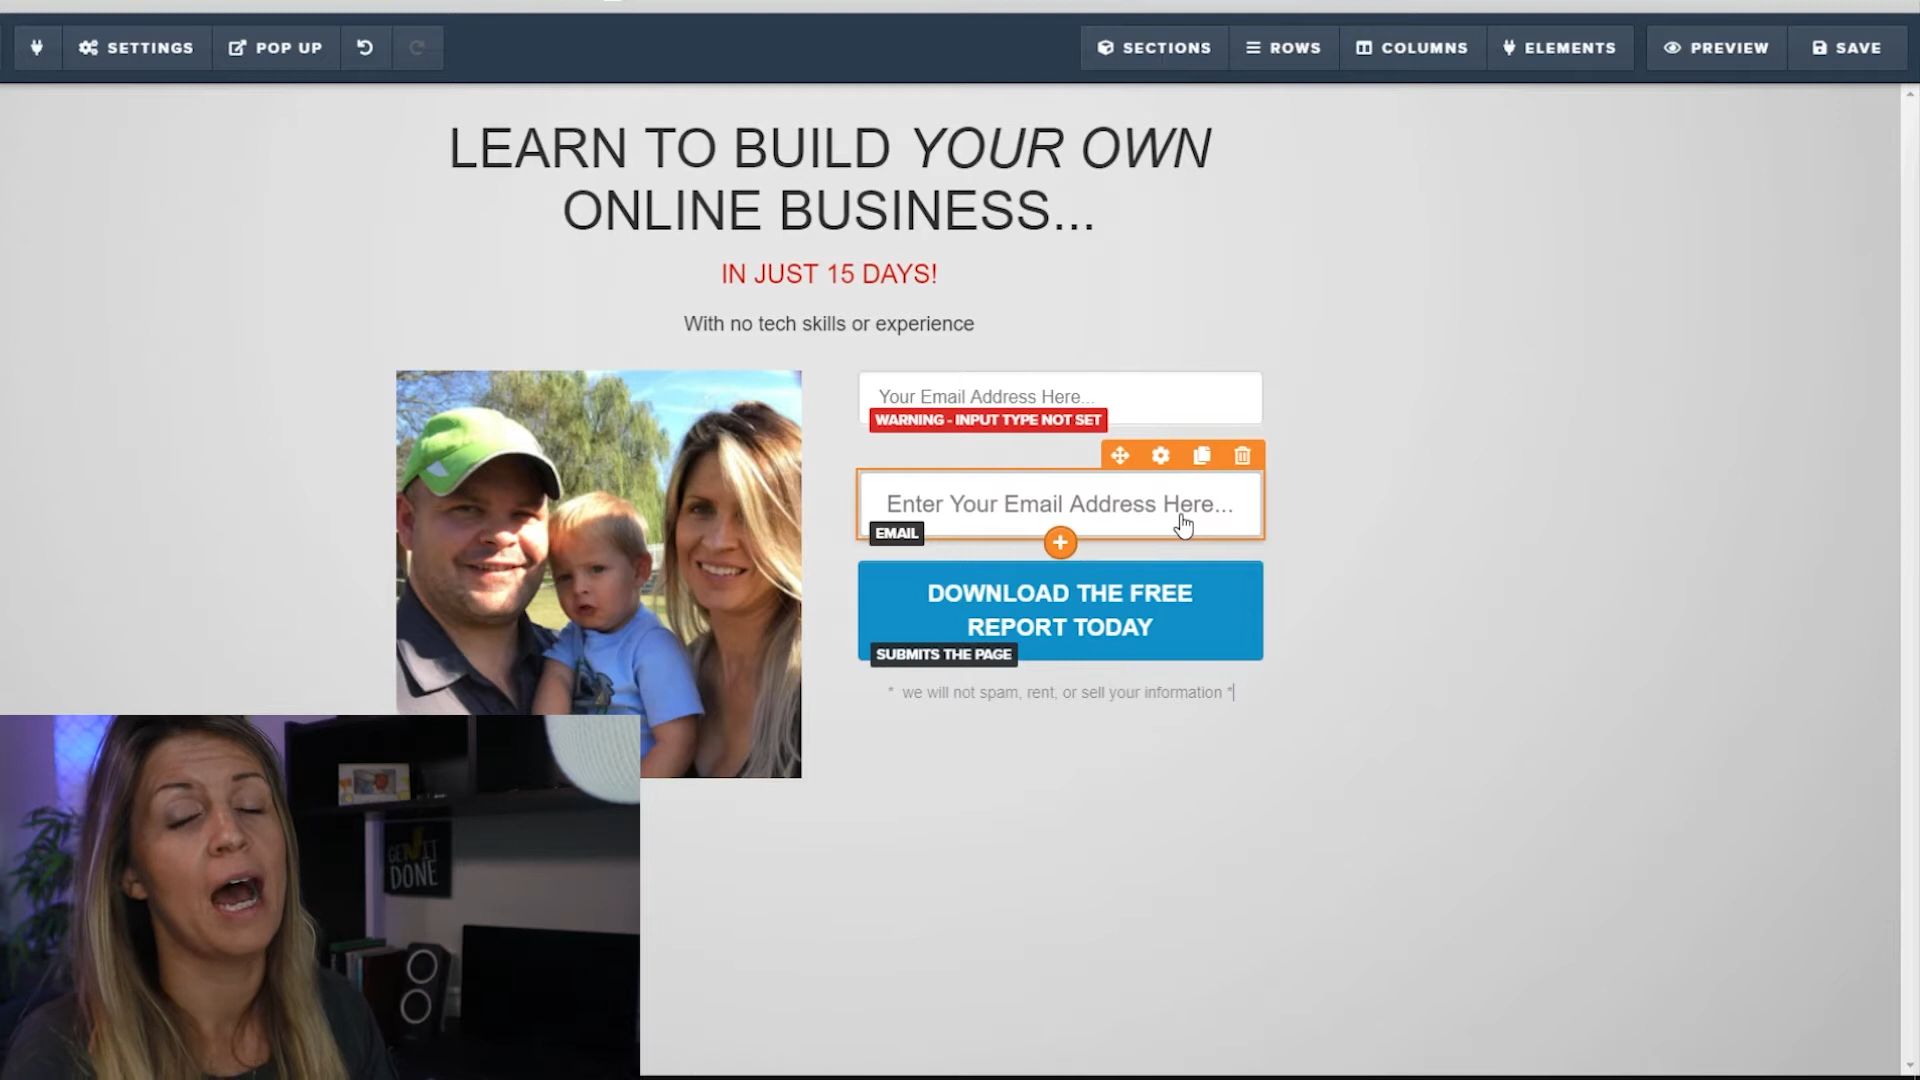 SETTINGS
POP UP
SECTIONS
ROWS
COLUMNS
ELEMENTS
PREVIEW
SAVE
LEARN TO BUILD YOUR OWN
ONLINE BUSINESS...
IN JUST 15 DAYS!
With no tech skills or experience
Your Email Address Here...
WARNING - INPUT TYPE NOT SET
Enter Your Email Address Here...
EMAIL
DOWNLOAD THE FREE
REPORT TODAY
SUBMITS THE PAGE
* we will not spam, rent, or sell your information *
GET IT
DONE